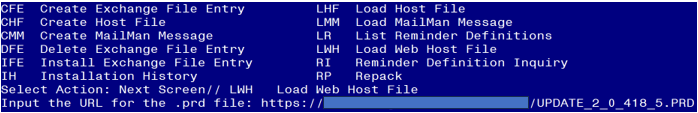 CFE Create Exchange File Entry LHF Load Host File
CHF Create Host File LMM Load MailMan Message
CMM Create MailMan Message LR List Reminder Definitions
DFE Delete Exchange File Entry LWH Load Web Host File
IFE Install Exchange File Entry RI Reminder Definition Inquiry
IH Installation History RP Repack
Select Action: Next Screen// LWH Load Web Host File
Input the URL for the .prd file: https:// /UPDATE_2_0_418_5.PRD